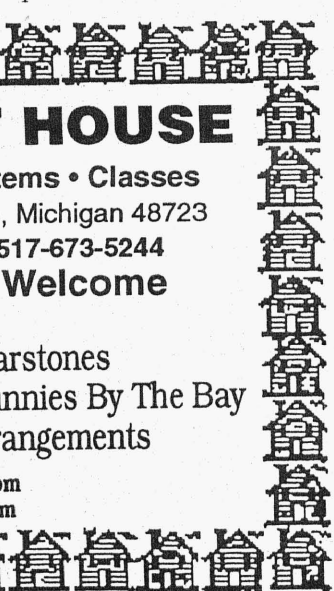 T HOUSE
tems • Classes
, Michigan 48723
517-673-5244
Welcome
arstones
nnies By The Bay
rangements
om
m